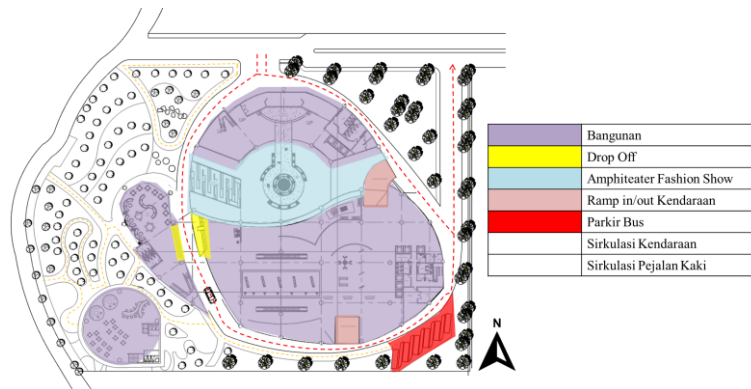 Bangunan
Drop Off
Amphiteater Fashion Show
Ramp in/out Kendaraan
Parkir Bus
Sirkulasi Kendaraan
Sirkulasi Pejalan Kaki
N